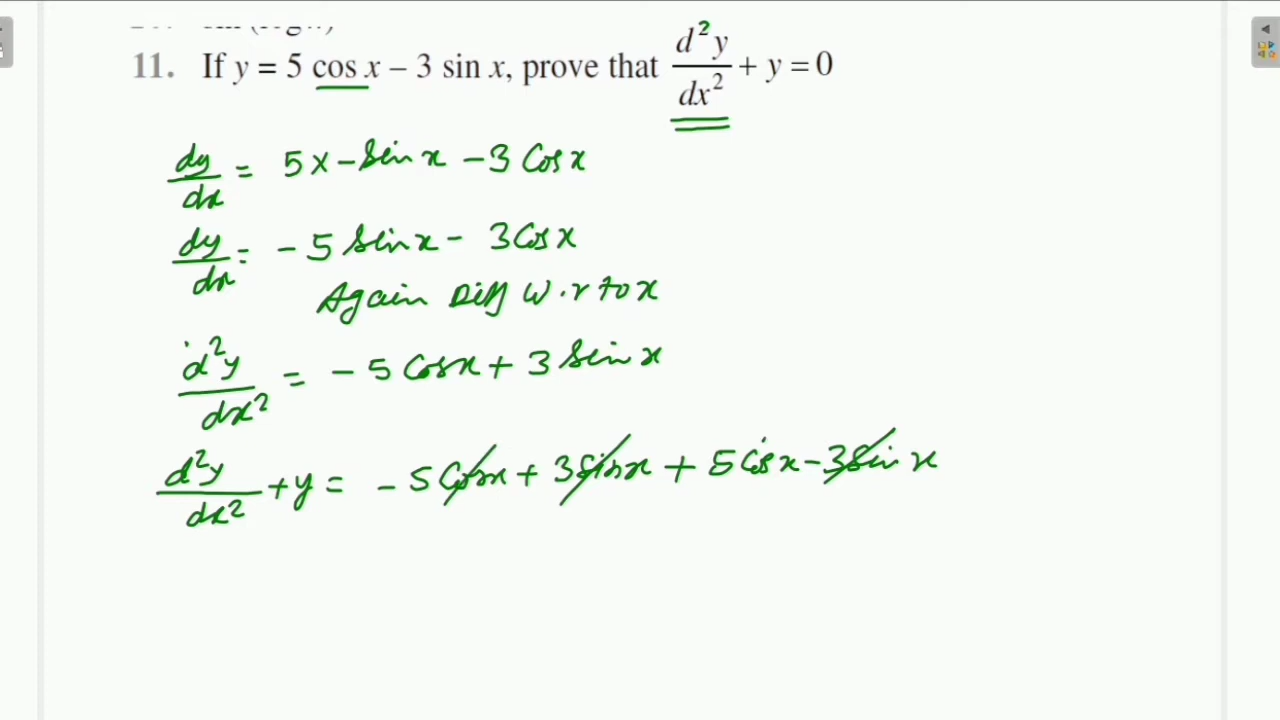 11. If y = 5 cos x – 3 sin x, prove that d²y/dx² + y = 0
dy/dx = 5 x - Sin x - 3 Cos x
dy/dx = - 5 Sin x - 3 Cos x
Again Diff w.r to x
d²y/dx² = - 5 Cos x + 3 Sin x
d²y/dx² + y = - 5 Cos x + 3 Sin x + 5 Cos x - 3 Sin x